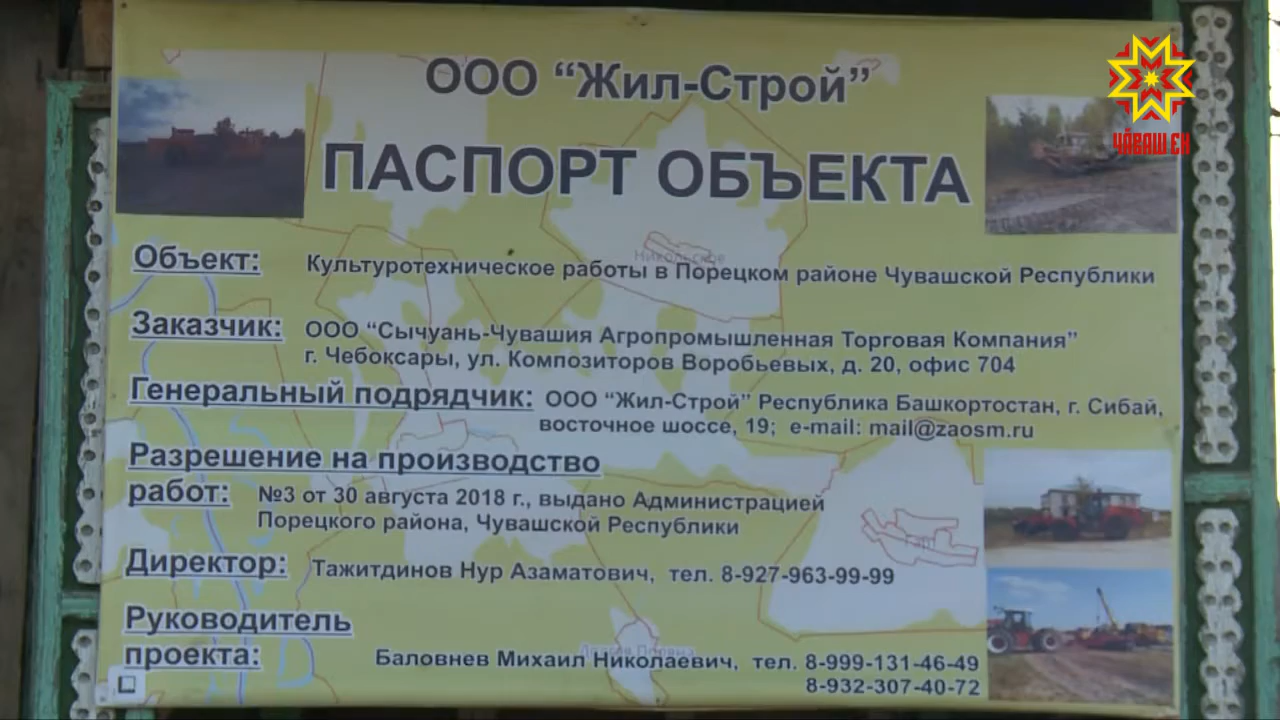 ООО “Жил-Строй”
ЧĂВАШ ЕН
ПАСПОРТ ОБЪЕКТА
Никольское
Объект: Культуротехническое работы в Порецком районе Чувашской Республики
Заказчик: ООО “Сычуань-Чувашия Агропромышленная Торговая Компания”
г. Чебоксары, ул. Композиторов Воробьевых, д. 20, офис 704
Генеральный подрядчик: ООО “Жил-Строй” Республика Башкортостан, г. Сибай,
восточное шоссе, 19; e-mail: mail@zaosm.ru
Разрешение на производство
работ: №3 от 30 августа 2018 г., выдано Администрацией
Порецкого района, Чувашской Республики
Директор: Тажитдинов Нур Азаматович, тел. 8-927-963-99-99
Руководитель
проекта: Баловнев Михаил Николаевич, тел. 8-999-131-46-49
8-932-307-40-72